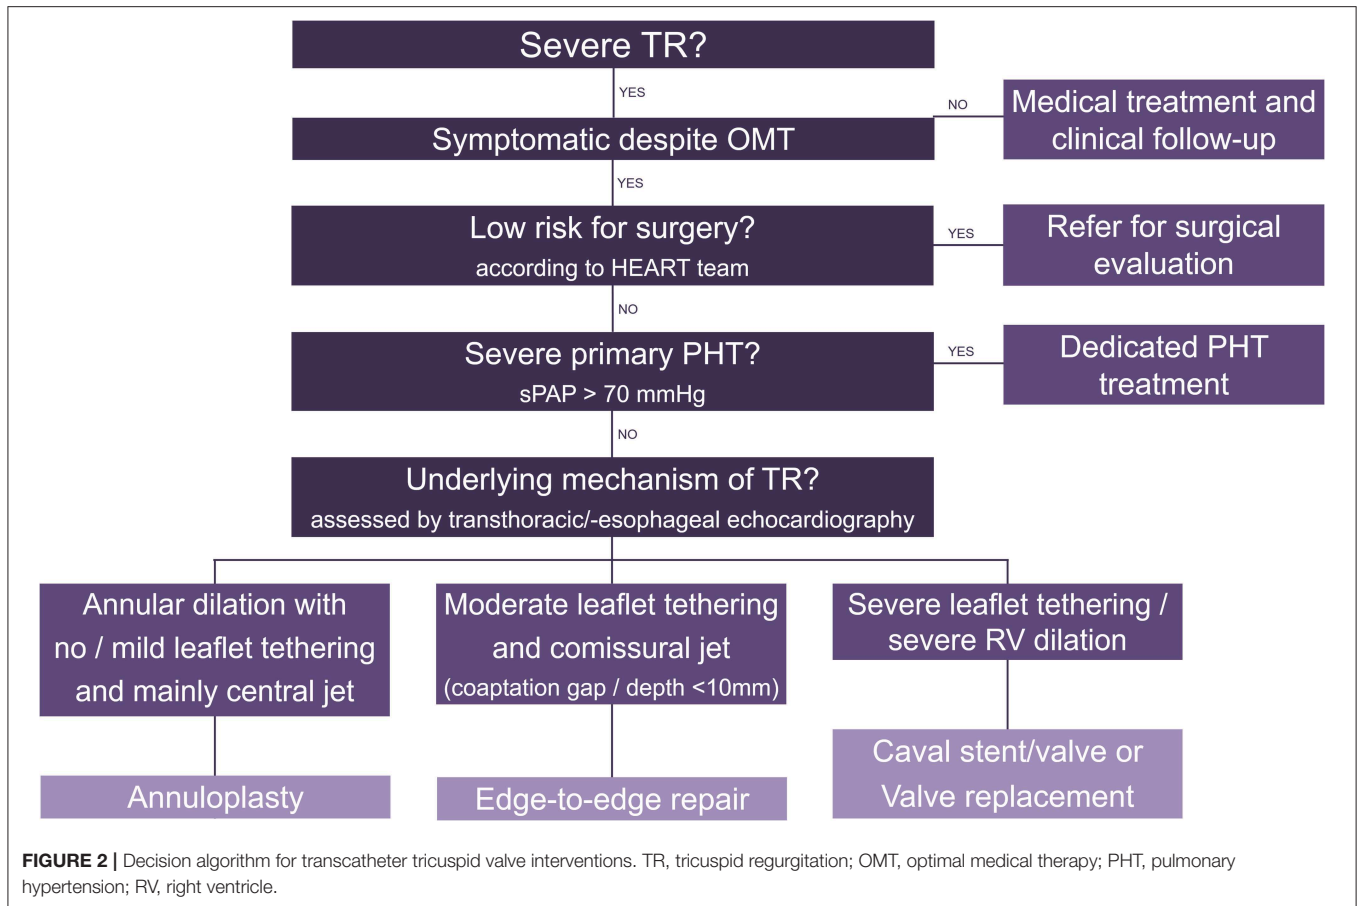 Severe TR?
YES
Symptomatic despite OMT
NO
Medical treatment and
clinical follow-up
YES
Low risk for surgery?
according to HEART team
YES
Refer for surgical
evaluation
NO
Severe primary PHT?
sPAP > 70 mmHg
YES
Dedicated PHT
treatment
NO
Underlying mechanism of TR?
assessed by transthoracic/-esophageal echocardiography
Annular dilation with
no / mild leaflet tethering
and mainly central jet
Annuloplasty
Moderate leaflet tethering
and comissural jet
(coaptation gap / depth <10mm)
Edge-to-edge repair
Severe leaflet tethering /
severe RV dilation
Caval stent/valve or
Valve replacement
FIGURE 2 | Decision algorithm for transcatheter tricuspid valve interventions. TR, tricuspid regurgitation; OMT, optimal medical therapy; PHT, pulmonary
hypertension; RV, right ventricle.